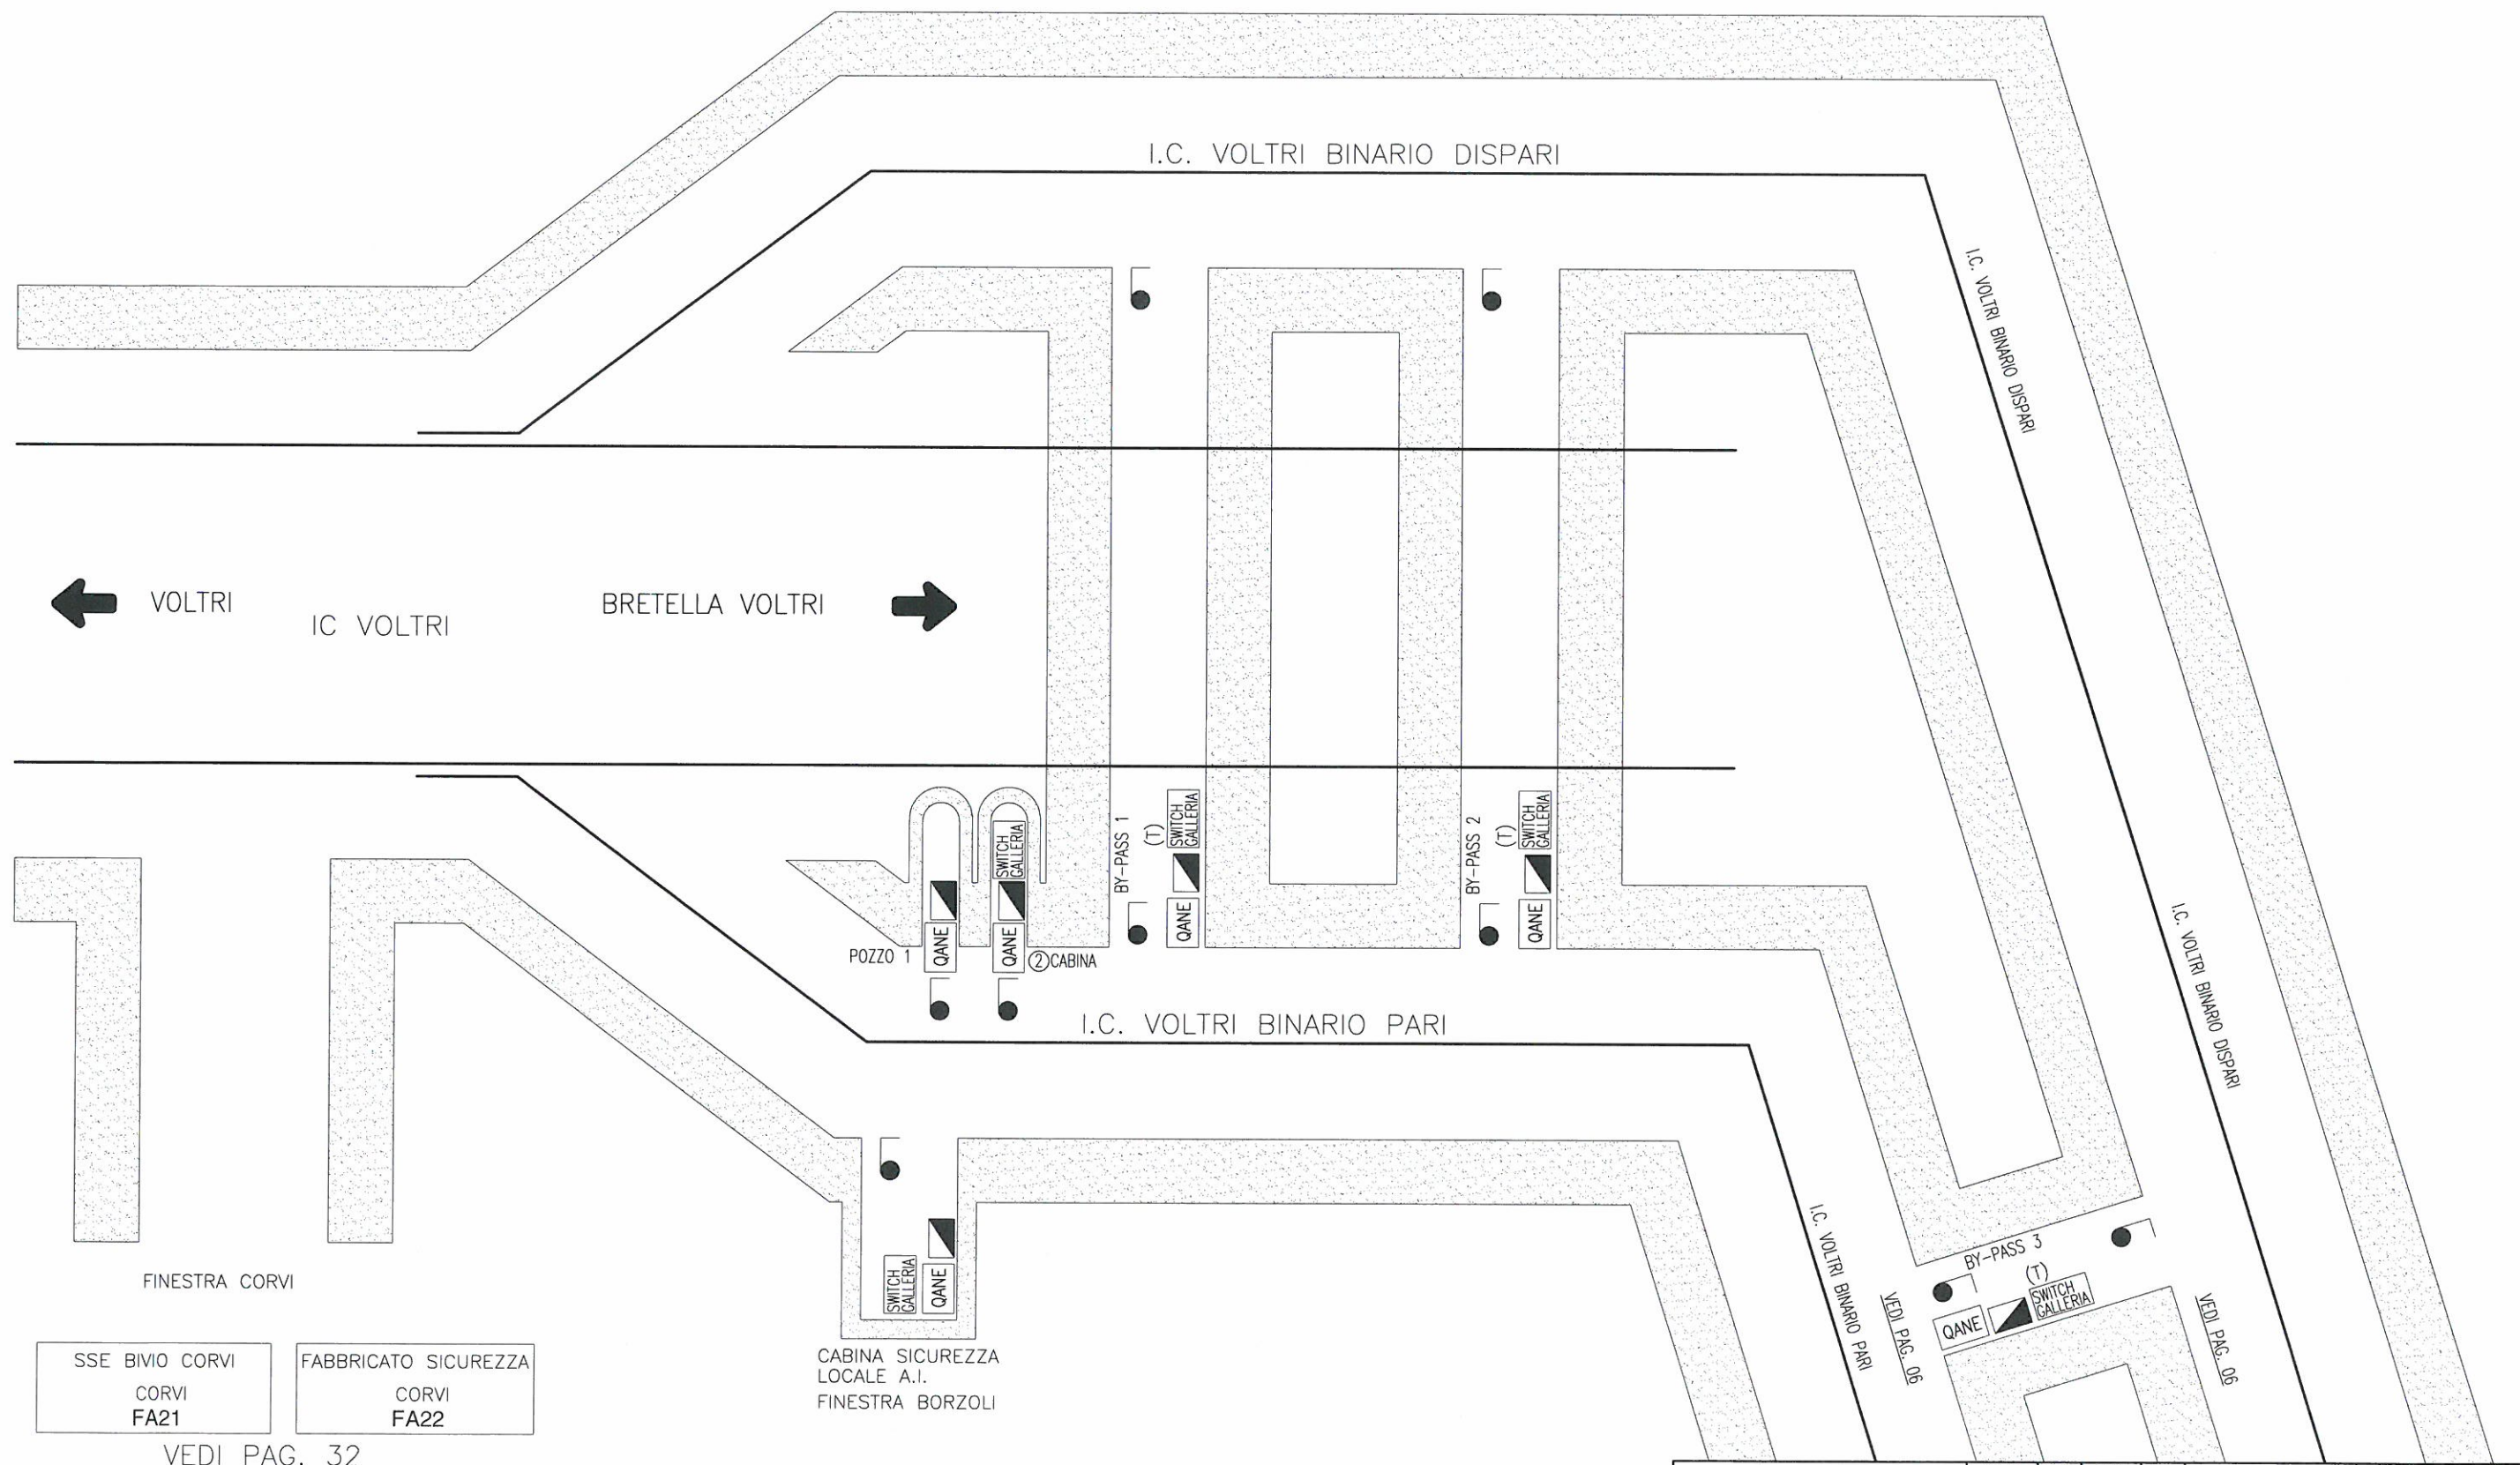 I.C. VOLTRI BINARIO DISPARI
I.C. VOLTRI BINARIO DISPARI
VOLTRI
IC VOLTRI
BRETELLA VOLTRI
BY-PASS 1
(T)
SWITCH
GALLERIA
QANE
BY-PASS 2
(T)
SWITCH
GALLERIA
QANE
SWITCH
GALLERIA
POZZO 1
QANE
QANE
②CABINA
I.C. VOLTRI BINARIO PARI
I.C. VOLTRI BINARIO DISPARI
I.C. VOLTRI BINARIO PARI
BY-PASS 3
(T)
SWITCH
GALLERIA
QANE
VEDI PAG. 06
VEDI PAG. 06
SWITCH
GALLERIA
QANE
FINESTRA CORVI
CABINA SICUREZZA
LOCALE A.I.
FINESTRA BORZOLI
SSE BIVIO CORVI
CORVI
FA21
FABBRICATO SICUREZZA
CORVI
FA22
VEDI PAG. 32